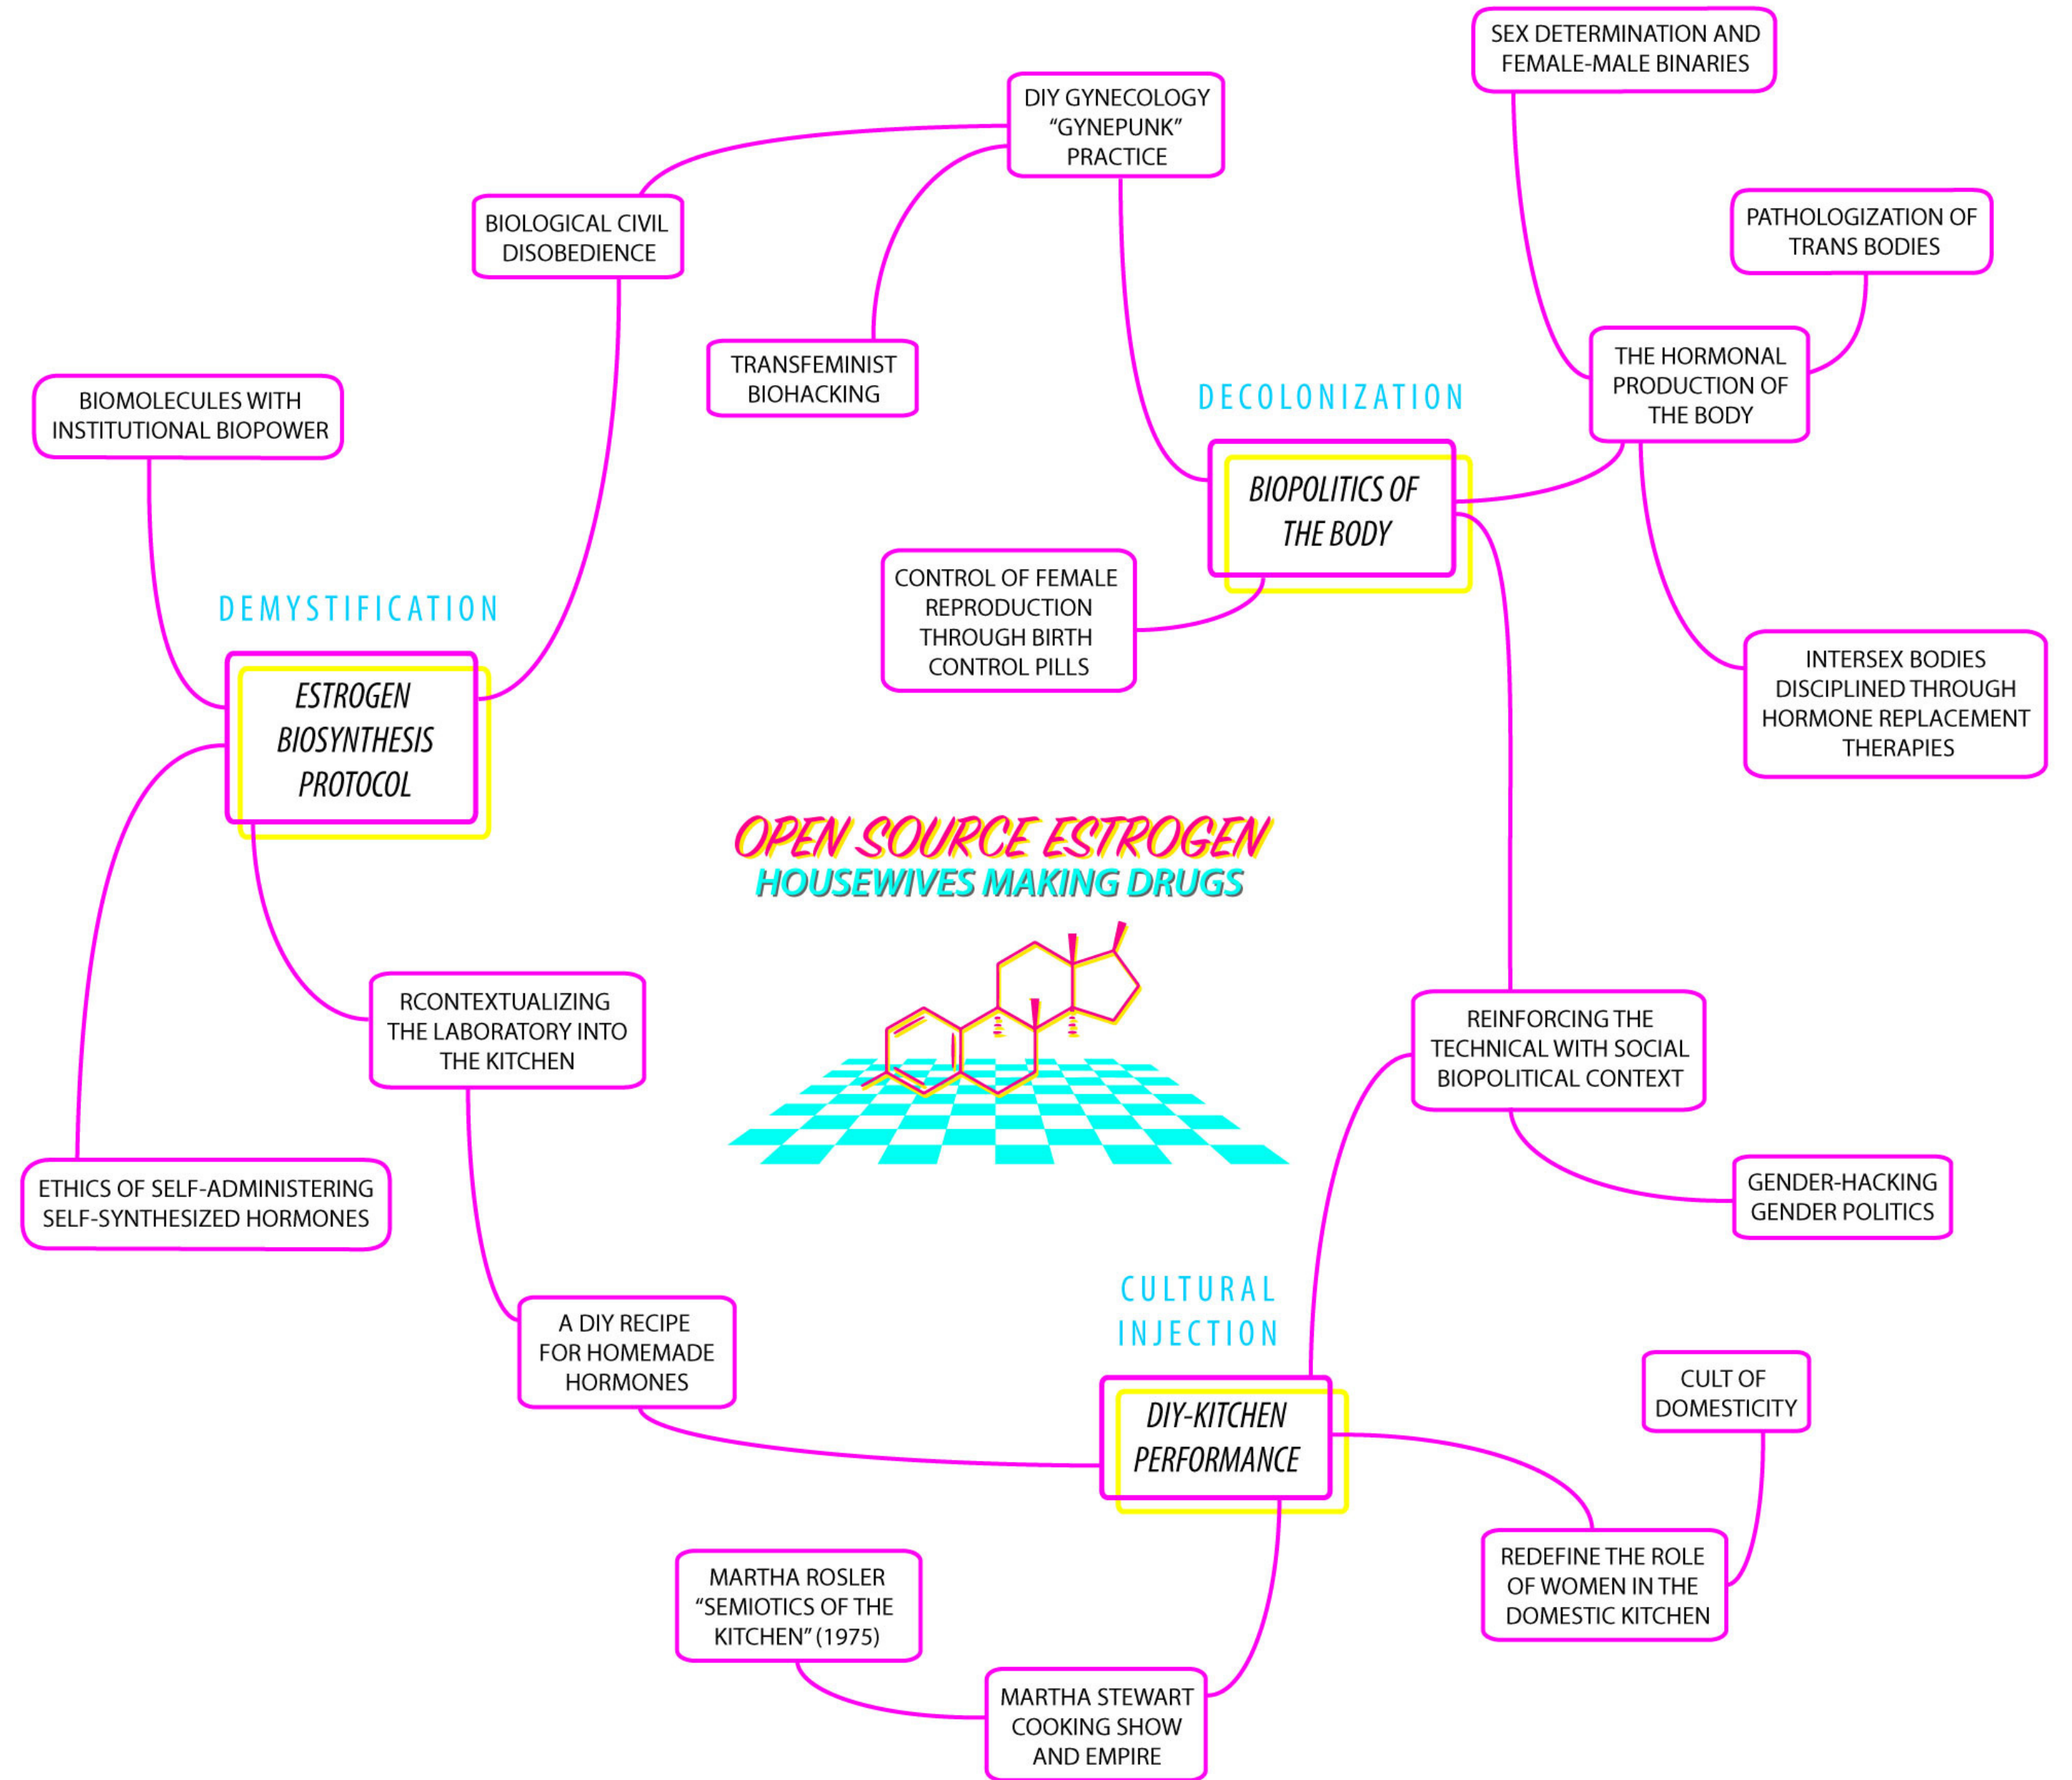 SEX DETERMINATION AND
FEMALE-MALE BINARIES
DIY GYNECOLOGY
“GYNEPUNK”
PRACTICE
PATHOLOGIZATION OF
TRANS BODIES
BIOLOGICAL CIVIL
DISOBEDIENCE
THE HORMONAL
PRODUCTION OF
THE BODY
TRANSFEMINIST
BIOHACKING
BIOMOLECULES WITH
INSTITUTIONAL BIOPOWER
DECOLONIZATION
BIOPOLITICS OF
THE BODY
CONTROL OF FEMALE
REPRODUCTION
THROUGH BIRTH
CONTROL PILLS
DEMYSTIFICATION
ESTROGEN
BIOSYNTHESIS
PROTOCOL
INTERSEX BODIES
DISCIPLINED THROUGH
HORMONE REPLACEMENT
THERAPIES
OPEN SOURCE ESTROGEN
HOUSEWIVES MAKING DRUGS
RCONTEXTUALIZING
THE LABORATORY INTO
THE KITCHEN
REINFORCING THE
TECHNICAL WITH SOCIAL
BIOPOLITICAL CONTEXT
ETHICS OF SELF-ADMINISTERING
SELF-SYNTHESIZED HORMONES
GENDER-HACKING
GENDER POLITICS
A DIY RECIPE
FOR HOMEMADE
HORMONES
CULTURAL
INJECTION
DIY-KITCHEN
PERFORMANCE
CULT OF
DOMESTICITY
REDEFINE THE ROLE
OF WOMEN IN THE
DOMESTIC KITCHEN
MARTHA ROSLER
“SEMIOTICS OF THE
KITCHEN” (1975)
MARTHA STEWART
COOKING SHOW
AND EMPIRE